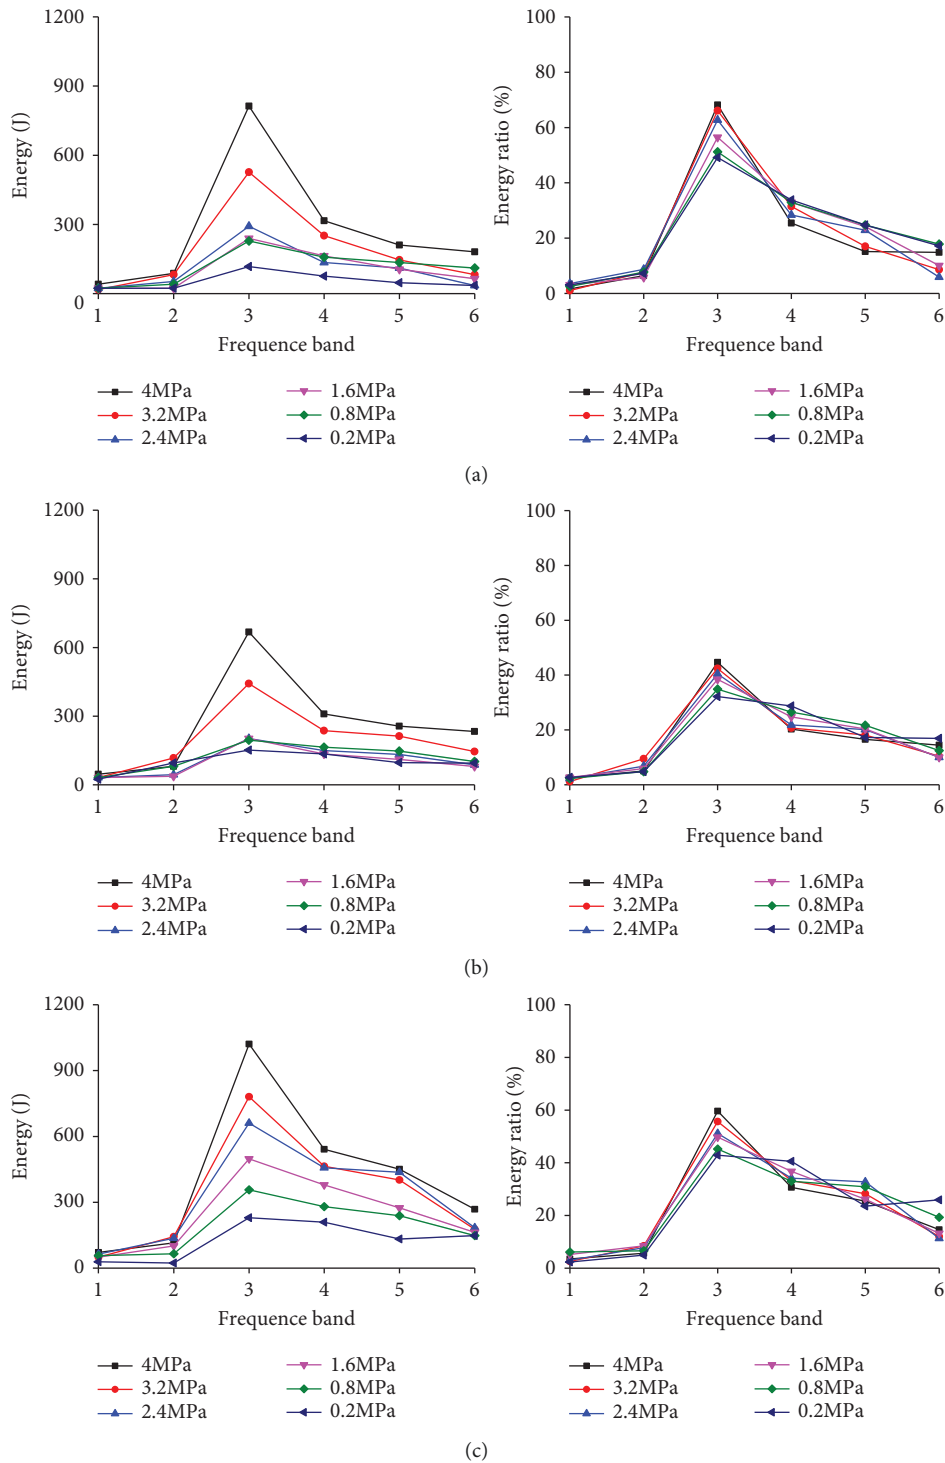 1200
900
600
300
0
Energy (J)
1 2 3 4 5 6
Frequence band
4MPa
3.2MPa
2.4MPa
1.6MPa
0.8MPa
0.2MPa
100
80
60
40
20
0
Energy ratio (%)
1 2 3 4 5 6
Frequence band
4MPa
3.2MPa
2.4MPa
1.6MPa
0.8MPa
0.2MPa
(a)
1200
900
600
300
0
Energy (J)
1 2 3 4 5 6
Frequence band
4MPa
3.2MPa
2.4MPa
1.6MPa
0.8MPa
0.2MPa
100
80
60
40
20
0
Energy ratio (%)
1 2 3 4 5 6
Frequence band
4MPa
3.2MPa
2.4MPa
1.6MPa
0.8MPa
0.2MPa
(b)
1200
900
600
300
0
Energy (J)
1 2 3 4 5 6
Frequence band
4MPa
3.2MPa
2.4MPa
1.6MPa
0.8MPa
0.2MPa
100
80
60
40
20
0
Energy ratio (%)
1 2 3 4 5 6
Frequence band
4MPa
3.2MPa
2.4MPa
1.6MPa
0.8MPa
0.2MPa
(c)